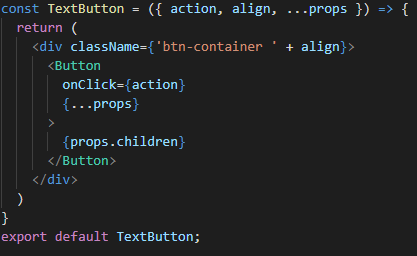 const TextButton = ({ action, align, ...props }) => {
  return (
    <div className={'btn-container ' + align}>
      <Button
        onClick={action}
        {...props}
      >
        {props.children}
      </Button>
    </div>
  )
}
export default TextButton;